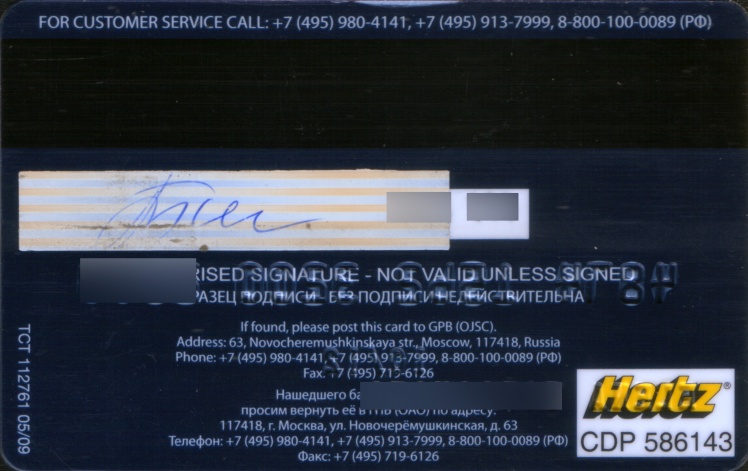 FOR CUSTOMER SERVICE CALL: +7 (495) 980-4141, +7 (495) 913-7999, 8-800-100-0089 (РФ)
RISED SIGNATURE - NOT VALID UNLESS SIGNED
РАЗЕЦ ПОДПИСИ - БЕЗ ПОДПИСИ НЕДЕЙСТВИТЕЛЬНА
If found, please post this card to GPB (OJSC).
Address: 63, Novocheremushkinskaya str., Moscow, 117418, Russia
Phone: +7 (495) 980-4141, +7 (495) 913-7999, 8-800-100-0089 (РФ)
Fax: +7 (495) 719-6126
Нашедшего ба
просим вернуть её в ГПБ (ОАО) по адресу:
117418, г. Москва, ул. Новочерёмушкинская, д. 63
Телефон: +7 (495) 980-4141, +7 (495) 913-7999, 8-800-100-0089 (РФ)
Факс: +7 (495) 719-6126
TCT 112761 05/09
Hertz®
CDP 586143